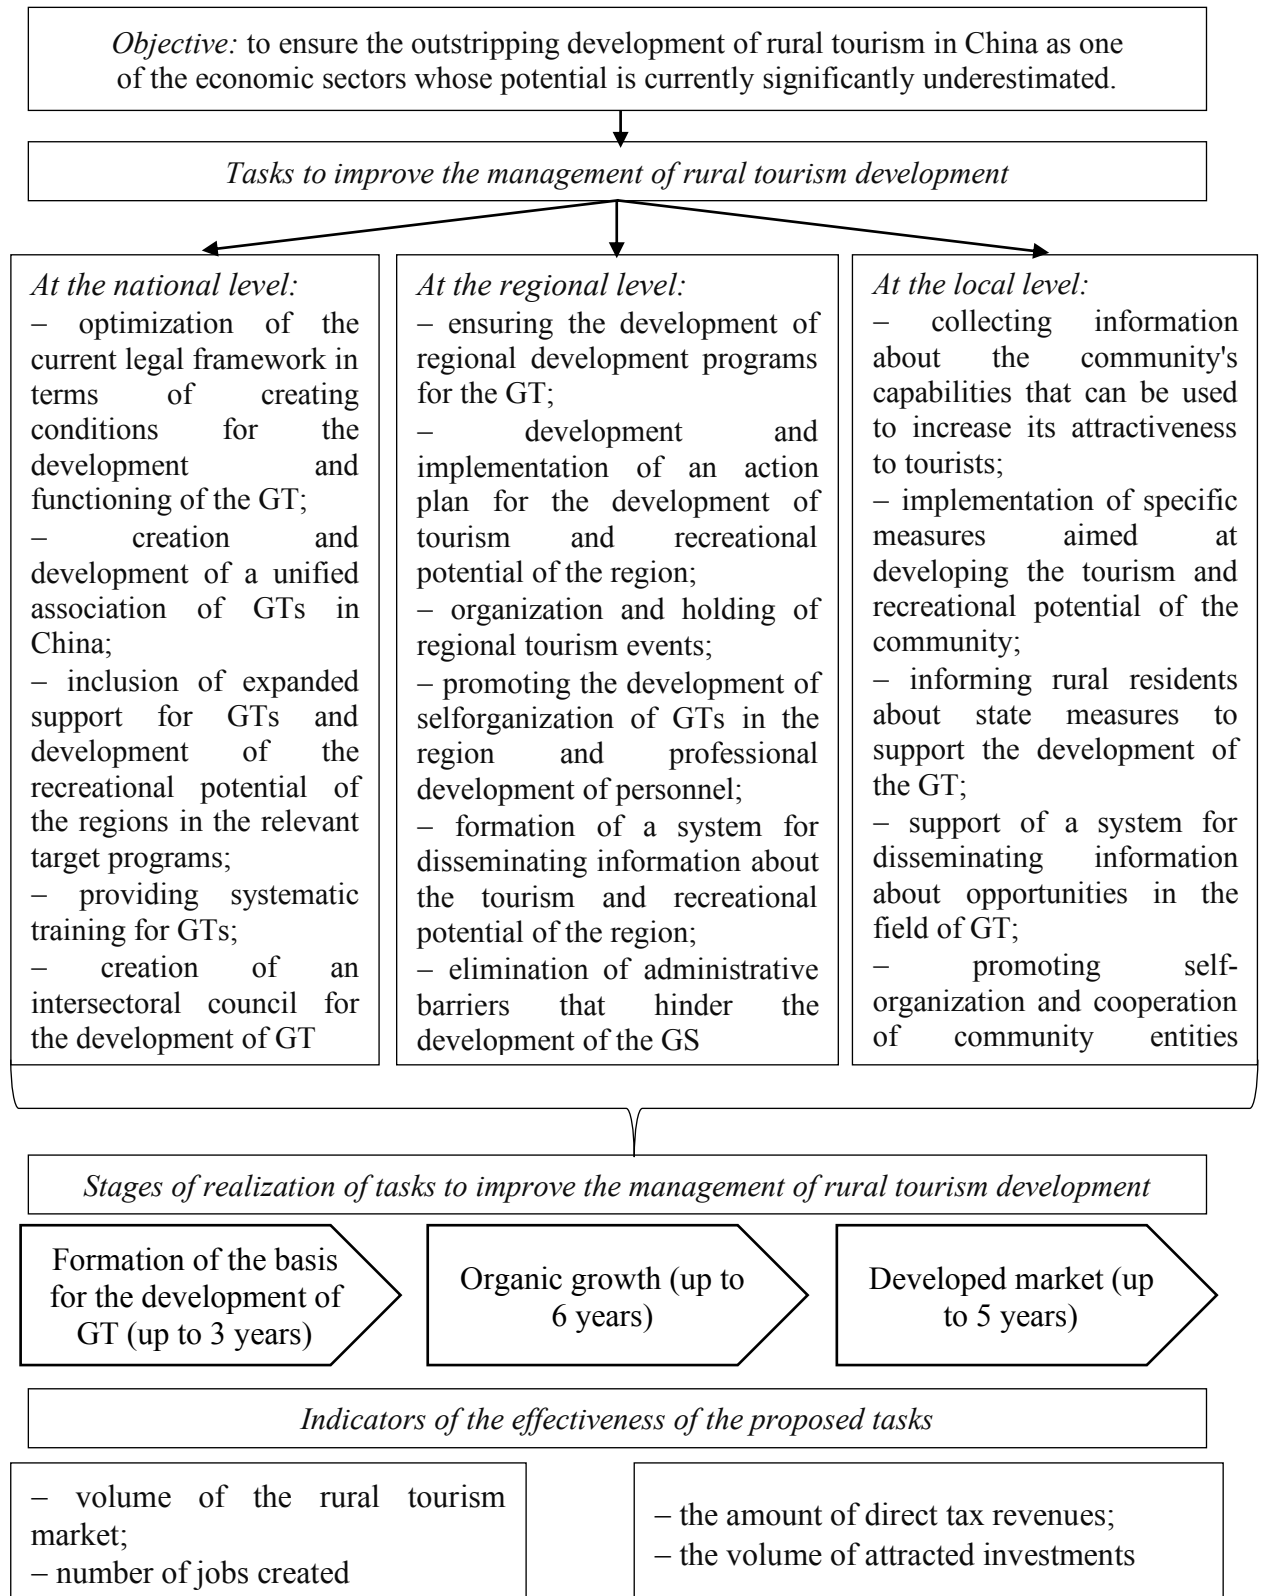 Objective: to ensure the outstripping development of rural tourism in China as one
of the economic sectors whose potential is currently significantly underestimated.
Tasks to improve the management of rural tourism development
At the national level:
– optimization of the
current legal framework in
terms of creating
conditions for the
development and
functioning of the GT;
– creation and
development of a unified
association of GTs in
China;
– inclusion of expanded
support for GTs and
development of the
recreational potential of
the regions in the relevant
target programs;
– providing systematic
training for GTs;
– creation of an
intersectoral council for
the development of GT
At the regional level:
– ensuring the development of
regional development programs
for the GT;
– development and
implementation of an action
plan for the development of
tourism and recreational
potential of the region;
– organization and holding of
regional tourism events;
– promoting the development of
selforganization of GTs in the
region and professional
development of personnel;
– formation of a system for
disseminating information about
the tourism and recreational
potential of the region;
– elimination of administrative
barriers that hinder the
development of the GS
At the local level:
– collecting information
about the community's
capabilities that can be used
to increase its attractiveness
to tourists;
– implementation of specific
measures aimed at
developing the tourism and
recreational potential of the
community;
– informing rural residents
about state measures to
support the development of
the GT;
– support of a system for
disseminating information
about opportunities in the
field of GT;
– promoting self-
organization and cooperation
of community entities
Stages of realization of tasks to improve the management of rural tourism development
Formation of the basis
for the development of
GT (up to 3 years)
Organic growth (up to
6 years)
Developed market (up
to 5 years)
Indicators of the effectiveness of the proposed tasks
– volume of the rural tourism
market;
– number of jobs created
– the amount of direct tax revenues;
– the volume of attracted investments